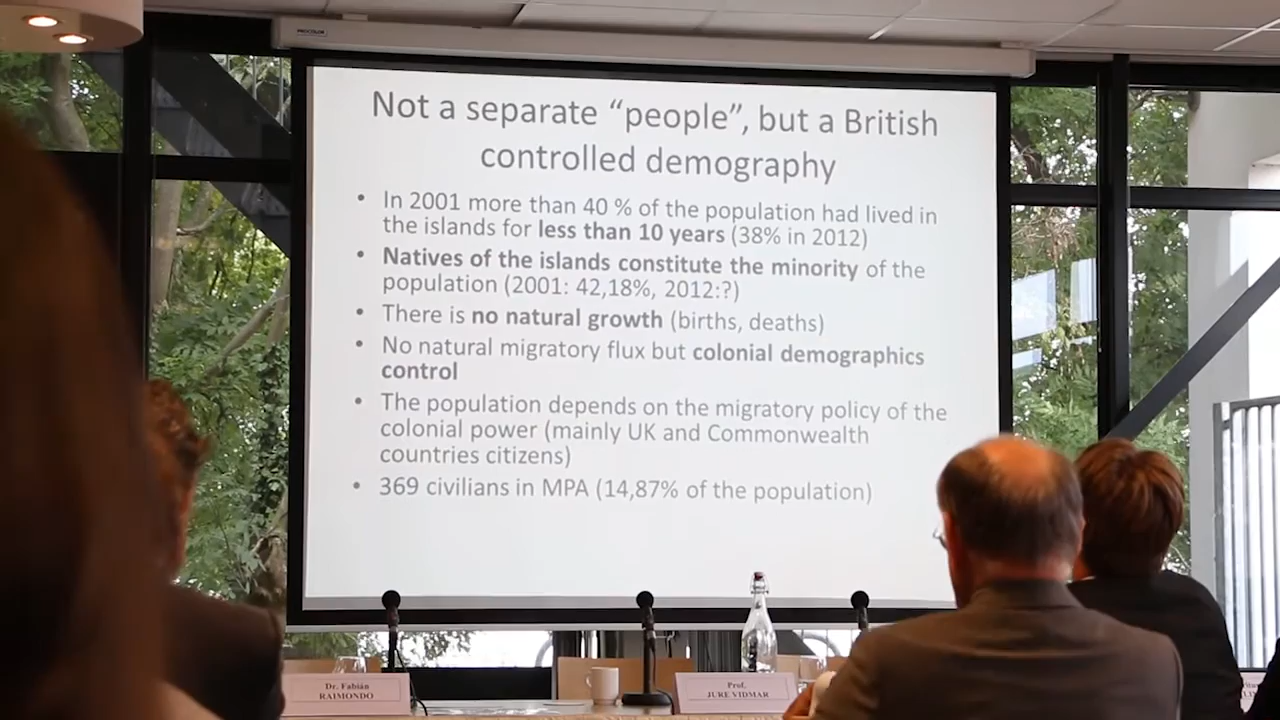 PROCOLOR
Not a separate “people”, but a British
controlled demography
• In 2001 more than 40 % of the population had lived in
the islands for less than 10 years (38% in 2012)
• Natives of the islands constitute the minority of the
population (2001: 42,18%, 2012:?)
• There is no natural growth (births, deaths)
• No natural migratory flux but colonial demographics
control
• The population depends on the migratory policy of the
colonial power (mainly UK and Commonwealth
countries citizens)
• 369 civilians in MPA (14,87% of the population)
Dr. Fabián
RAIMONDO
Prof.
JURE VIDMAR